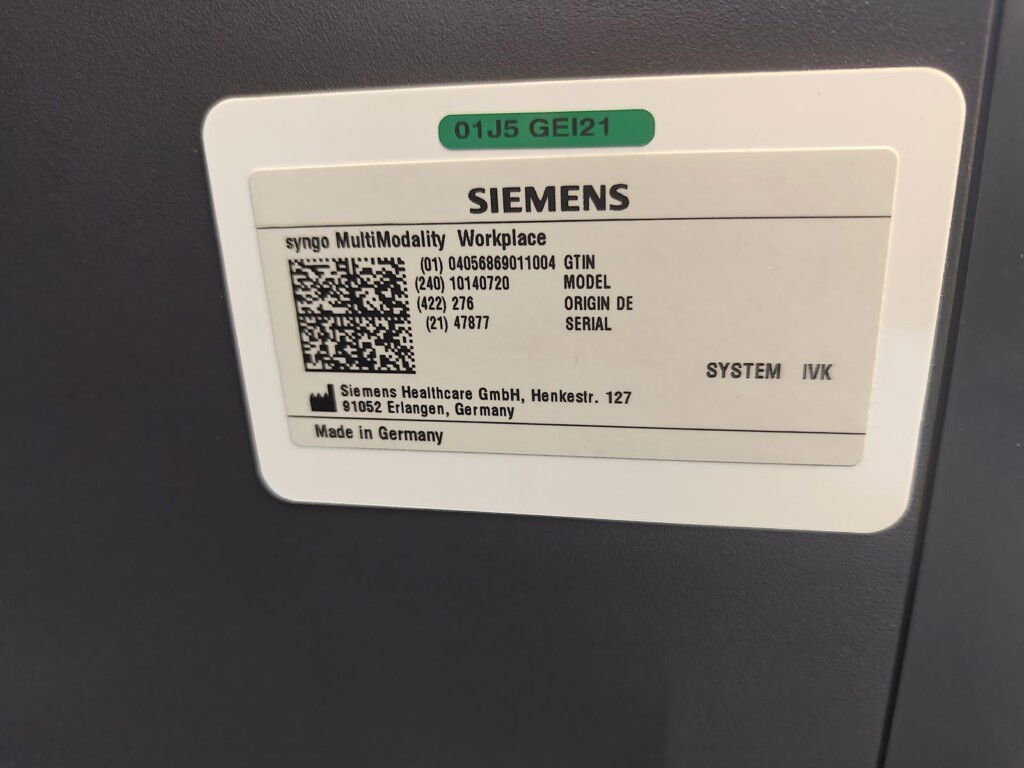 01J5 GEI21
SIEMENS
syngo MultiModality Workplace
(01) 04056869011004 GTIN
(240) 10140720 MODEL
(422) 276 ORIGIN DE
(21) 47877 SERIAL
SYSTEM IVK
Siemens Healthcare GmbH, Henkestr. 127
91052 Erlangen, Germany
Made in Germany